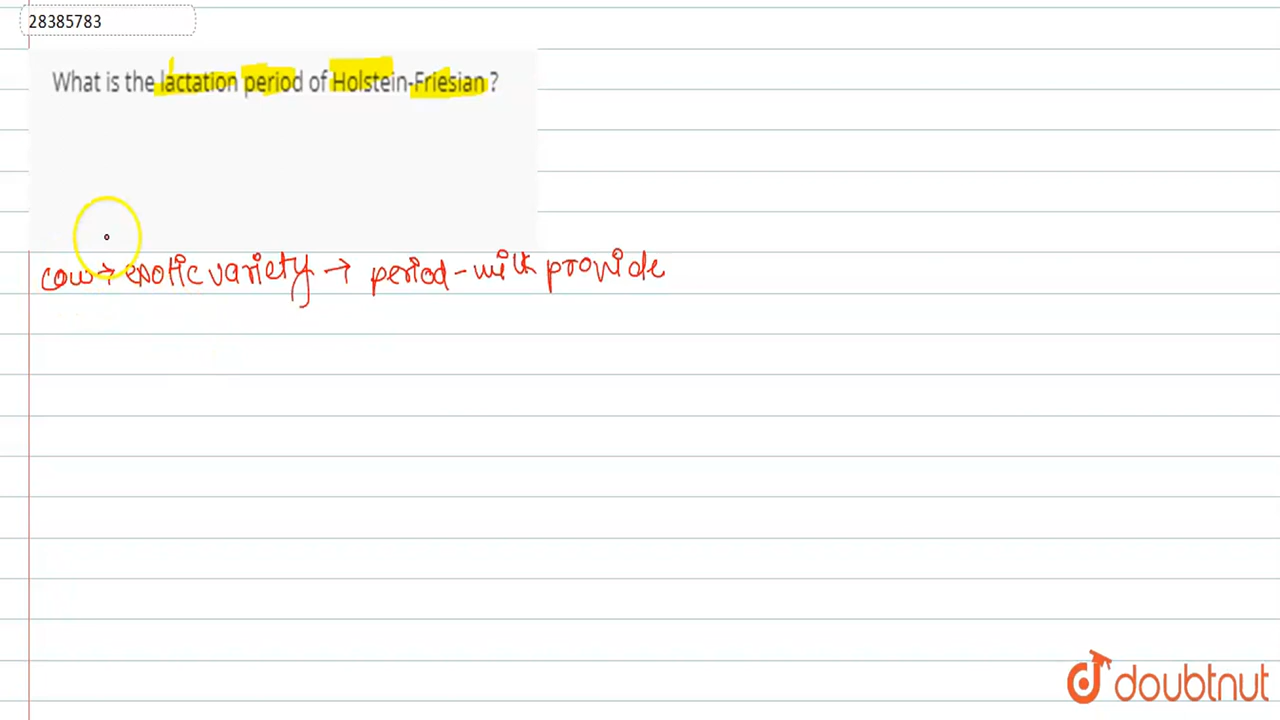 28385783
What is the lactation period of Holstein-Friesian ?
cow → exotic variety → period - milk provide
doubtnut